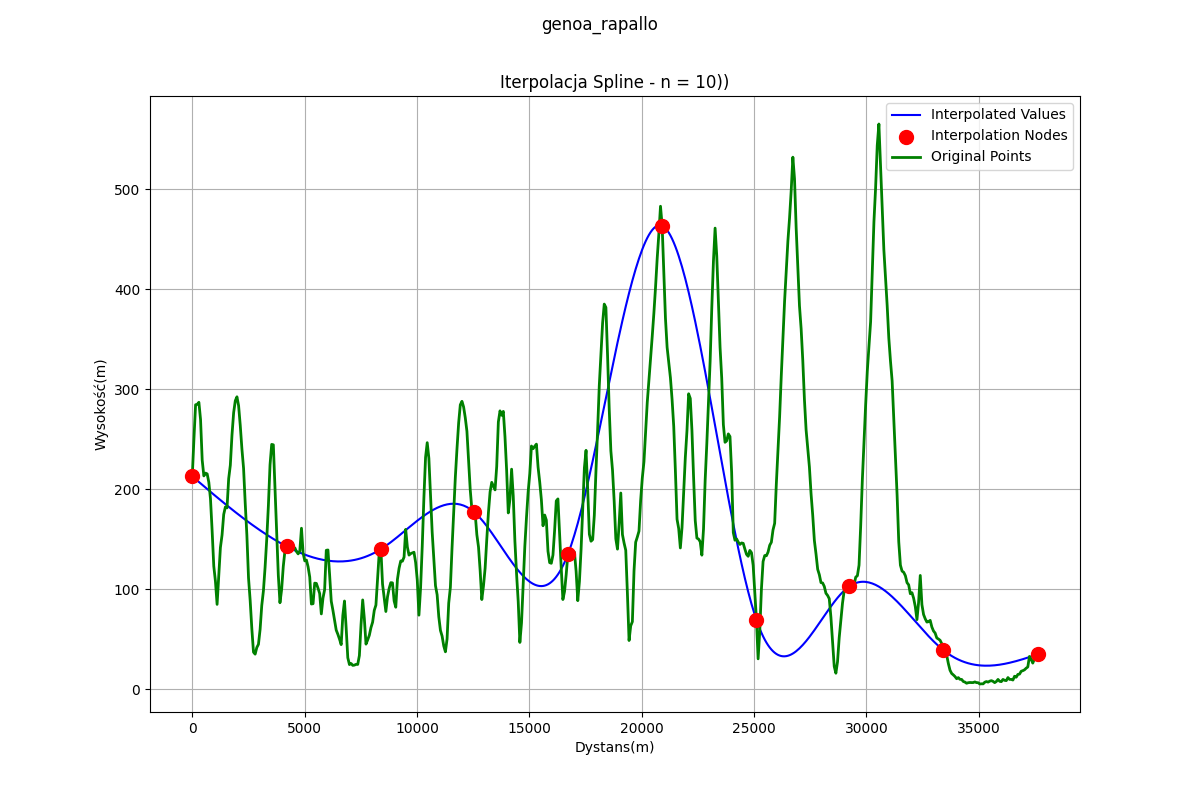 genoa_rapallo
Iterpolacja Spline - n = 10))
Interpolated Values
Interpolation Nodes
Original Points
Wysokość(m)
500
400
300
200
100
0
0 5000 10000 15000 20000 25000 30000 35000
Dystans(m)